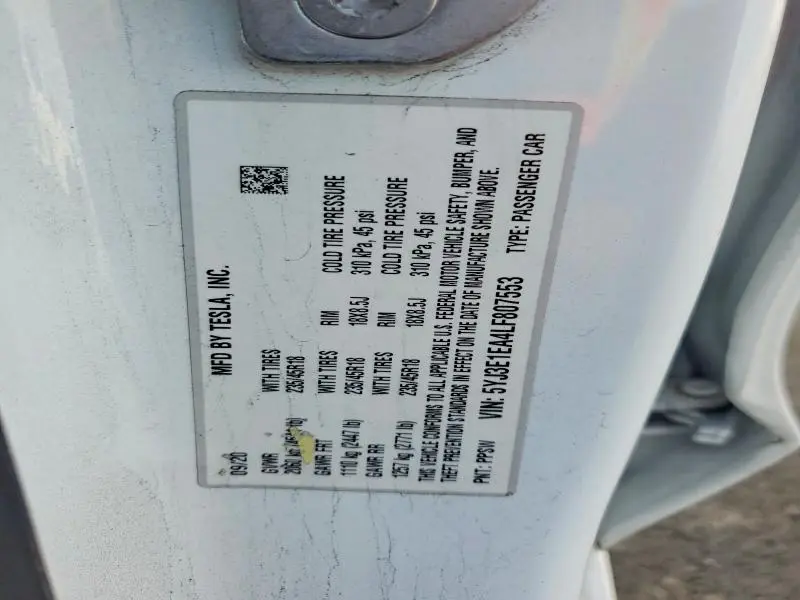 MFD BY TESLA, INC.
09/20
GVWR
2060 kg
WITH TIRES
235/45R18
GAWR FRT
1110 kg (2447 lb)
WITH TIRES
235/45R18
RIM
18X8.5J
COLD TIRE PRESSURE
310 kPa, 45 psi
GAWR RR
1257 kg (2771 lb)
WITH TIRES
235/45R18
RIM
18X8.5J
COLD TIRE PRESSURE
310 kPa, 45 psi
THIS VEHICLE CONFORMS TO ALL APPLICABLE U.S. FEDERAL MOTOR VEHICLE SAFETY, BUMPER, AND
THEFT PREVENTION STANDARDS IN EFFECT ON THE DATE OF MANUFACTURE SHOWN ABOVE.
VIN: 5YJ3E1EA4LF807553
PNT: PPSW
TYPE: PASSENGER CAR